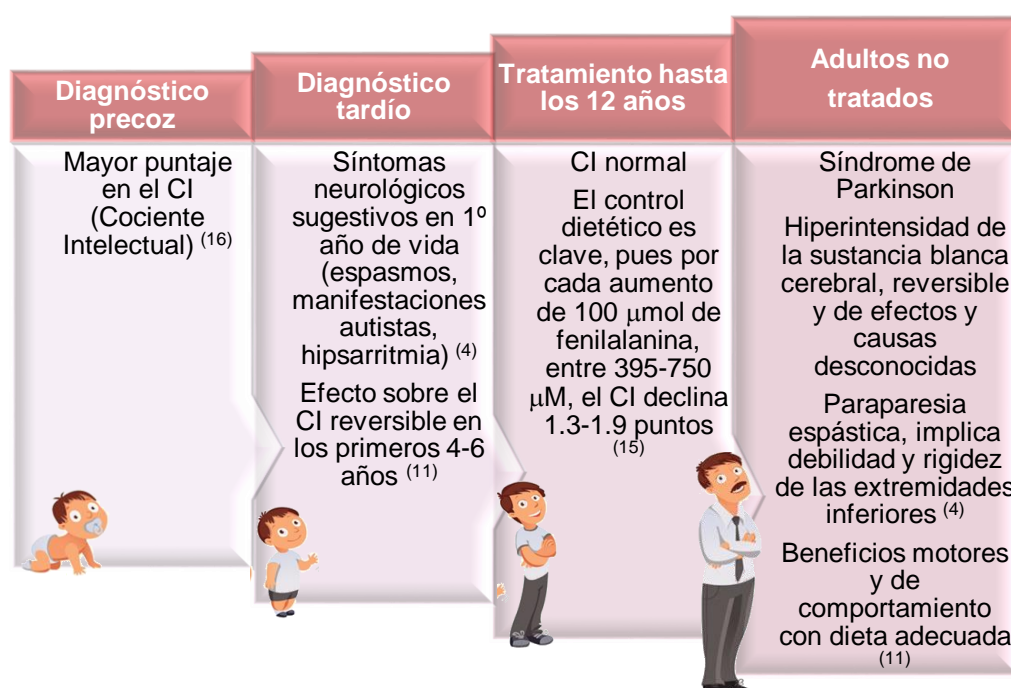 Diagnóstico
precoz
Mayor puntaje
en el CI
(Cociente
Intelectual) (16)
Diagnóstico
tardío
Síntomas
neurológicos
sugestivos en 1º
año de vida
(espasmos,
manifestaciones
autistas,
hipsarritmia) (4)
Efecto sobre el
CI reversible en
los primeros 4-6
años (11)
Tratamiento hasta
los 12 años
CI normal
El control
dietético es
clave, pues por
cada aumento
de 100 μmol de
fenilalanina,
entre 395-750
μM, el CI declina
1.3-1.9 puntos
(15)
Adultos no
tratados
Síndrome de
Parkinson
Hiperintensidad de
la sustancia blanca
cerebral, reversible
y de efectos y
causas
desconocidas
Paraparesia
espástica, implica
debilidad y rigidez
de las extremidades
inferiores (4)
Beneficios motores
y de
comportamiento
con dieta adecuada
(11)